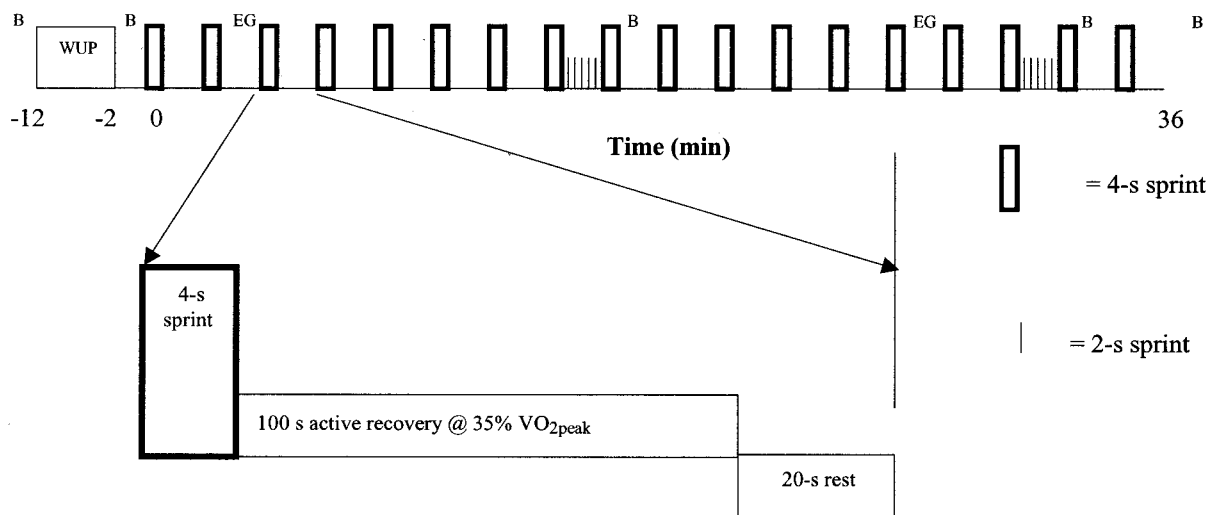 B B EG B EG B B
WUP
-12 -2 0 36
Time (min)
= 4-s sprint
4-s
sprint
= 2-s sprint
100 s active recovery @ 35% VO2peak
20-s rest